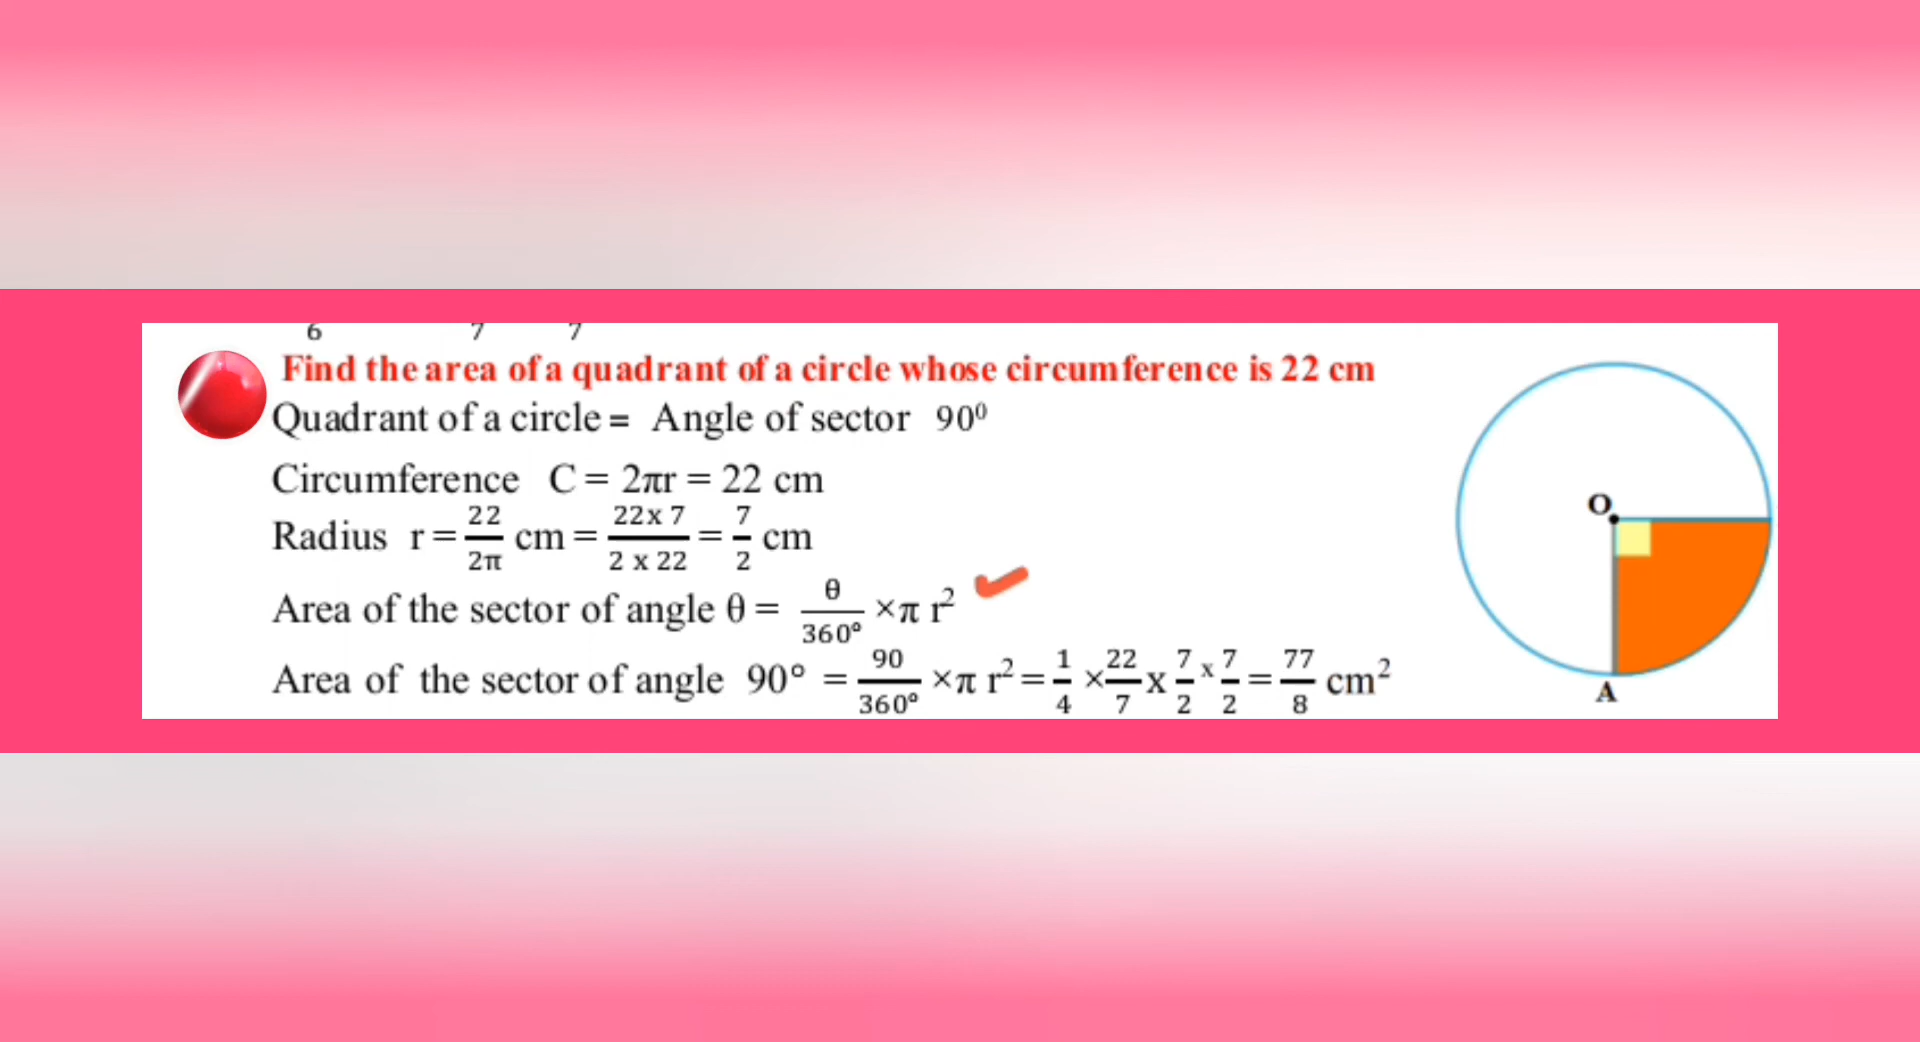 6 7 7
Find the area of a quadrant of a circle whose circumference is 22 cm
Quadrant of a circle = Angle of sector 90⁰
Circumference C = 2πr = 22 cm
Radius r = 22/2π cm = 22x7/2 x 22 = 7/2 cm
Area of the sector of angle θ = θ/360° ×π r²
Area of the sector of angle 90° = 90/360° ×π r² = 1/4 × 22/7 x 7/2 x 7/2 = 77/8 cm²
O
A